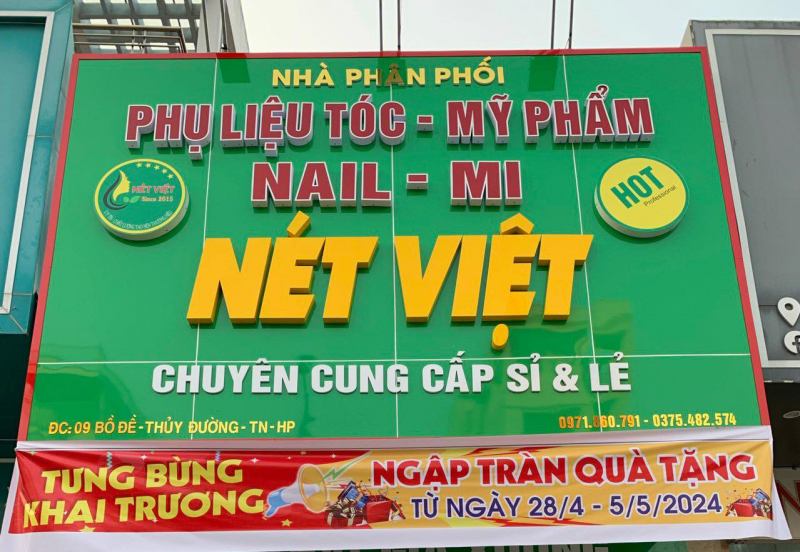 NHÀ PHÂN PHỐI
PHỤ LIỆU TÓC - MỸ PHẨM
NAIL - MI
NÉT VIỆT
Since 2015
HOT
Professional
NÉT VIỆT
CHUYÊN CUNG CẤP SỈ & LẺ
ĐC: 09 BỒ ĐỀ - THỦY ĐƯỜNG - TN - HP
0971.860.791 - 0375.482.574
TƯNG BỪNG
KHAI TRƯƠNG
NGẬP TRÀN QUÀ TẶNG
TỪ NGÀY 28/4 - 5/5/2024